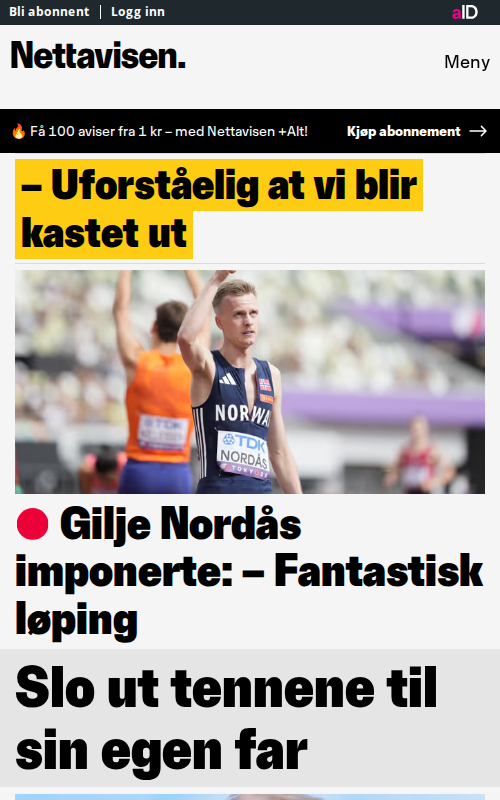 Bli abonnent | Logg inn
aID
Nettavisen.
Meny
🔥 Få 100 aviser fra 1 kr – med Nettavisen +Alt!
Kjøp abonnement →
– Uforståelig at vi blir
kastet ut
NORWAY
TDK
NORDÅS
TOKYO25
Gilje Nordås
imponerte: – Fantastisk
løping
Slo ut tennene til
sin egen far